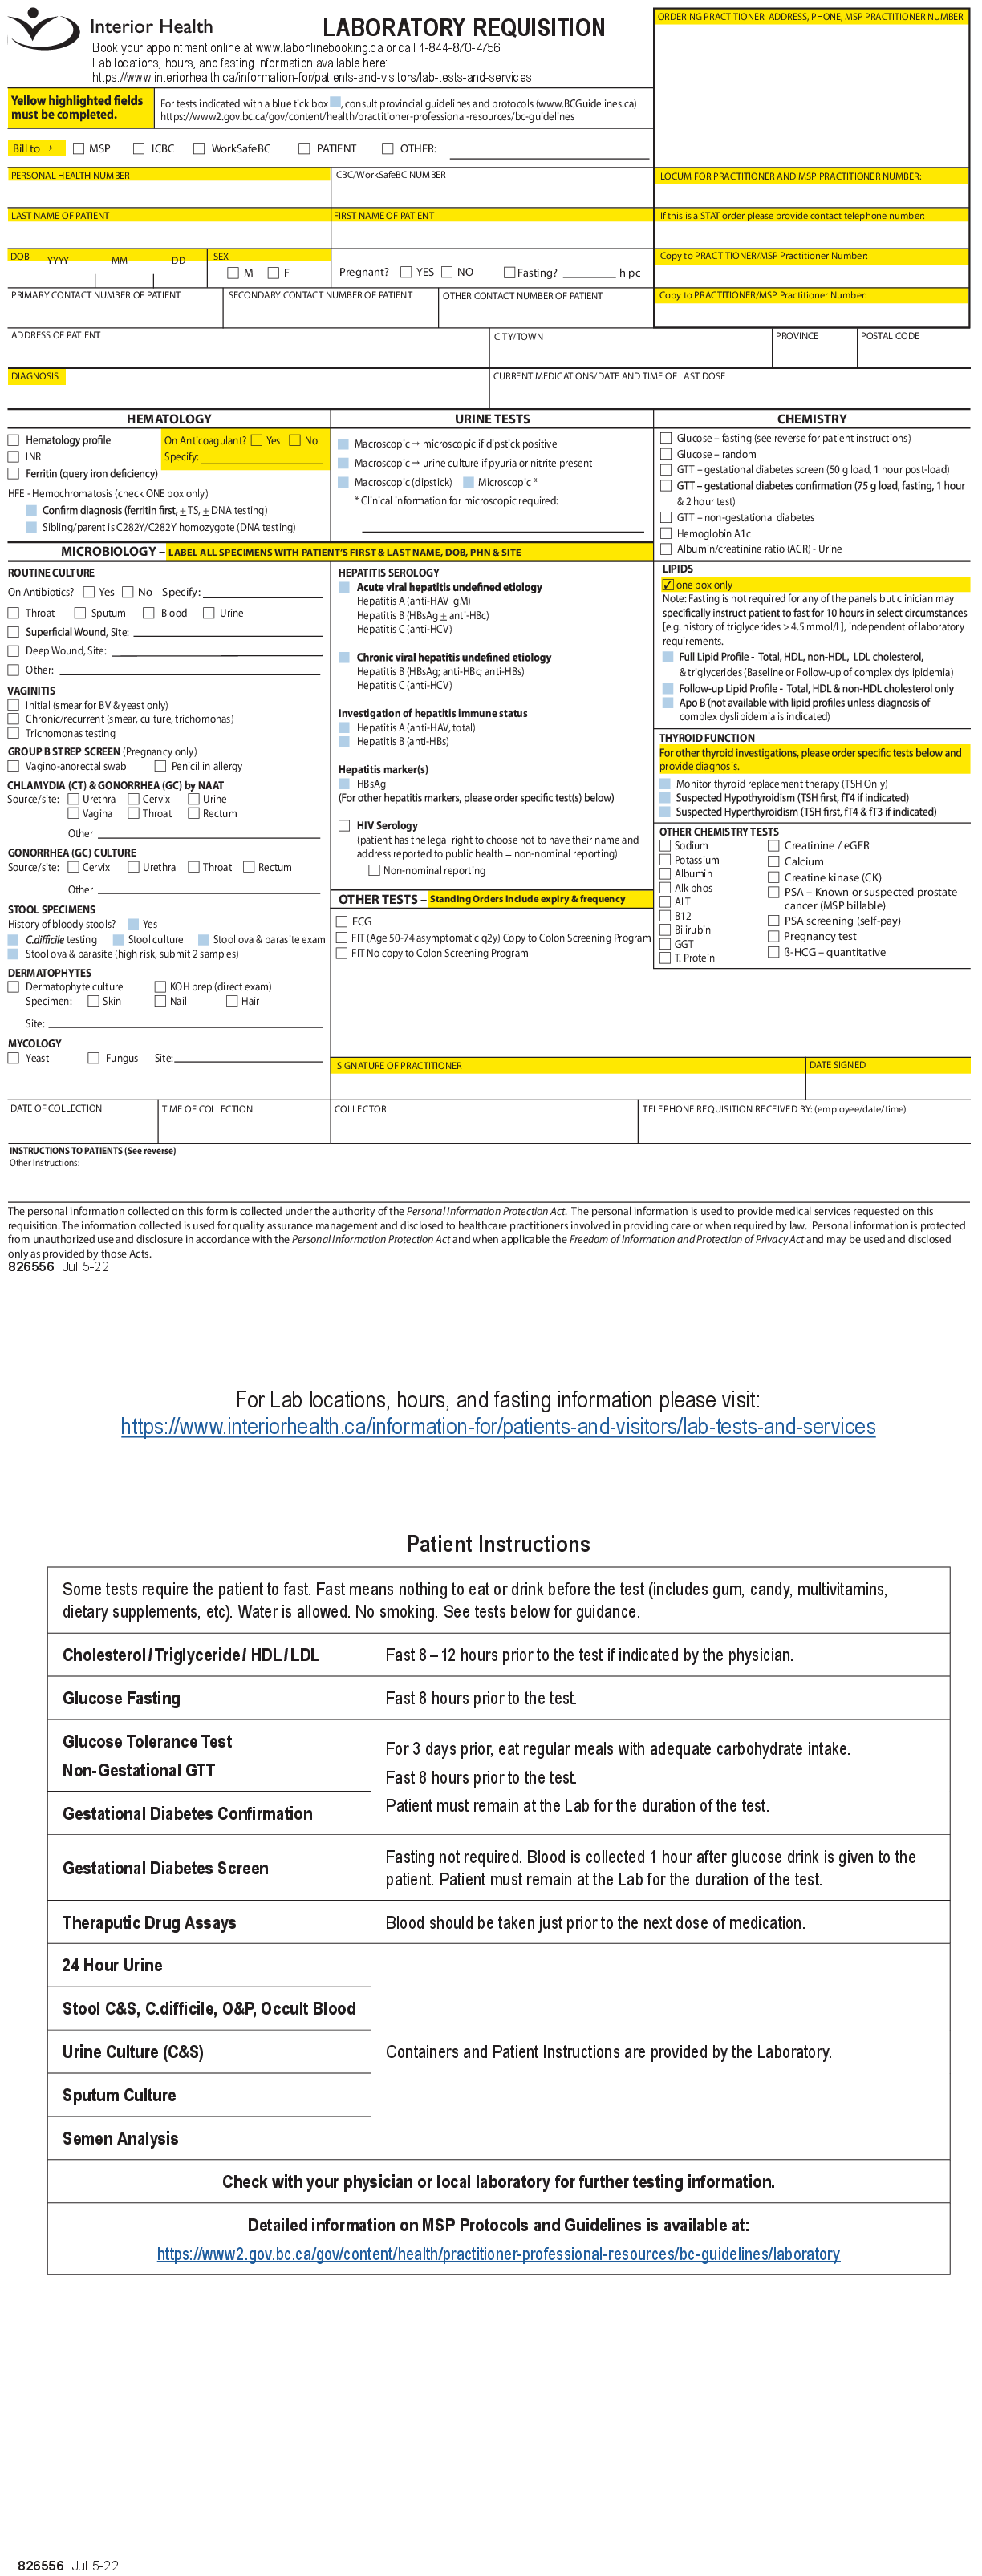 Interior Health
LABORATORY REQUISITION
Book your appointment online at www.labonlinebooking.ca or call 1-844-870-4756
Lab locations, hours, and fasting information available here:
https://www.interiorhealth.ca/information-for/patients-and-visitors/lab-tests-and-services
ORDERING PRACTITIONER: ADDRESS, PHONE, MSP PRACTITIONER NUMBER
Yellow highlighted fields
must be completed.
For tests indicated with a blue tick box , consult provincial guidelines and protocols (www.BCGuidelines.ca)
https://www2.gov.bc.ca/gov/content/health/practitioner-professional-resources/bc-guidelines
Bill to → MSP ICBC WorkSafeBC PATIENT OTHER:
PERSONAL HEALTH NUMBER
ICBC/WorkSafeBC NUMBER
LOCUM FOR PRACTITIONER AND MSP PRACTITIONER NUMBER:
LAST NAME OF PATIENT
FIRST NAME OF PATIENT
If this is a STAT order please provide contact telephone number:
DOB YYYY MM DD
SEX
M F
Pregnant? YES NO Fasting? h pc
Copy to PRACTITIONER/MSP Practitioner Number:
PRIMARY CONTACT NUMBER OF PATIENT
SECONDARY CONTACT NUMBER OF PATIENT
OTHER CONTACT NUMBER OF PATIENT
Copy to PRACTITIONER/MSP Practitioner Number:
ADDRESS OF PATIENT
CITY/TOWN
PROVINCE
POSTAL CODE
DIAGNOSIS
CURRENT MEDICATIONS/DATE AND TIME OF LAST DOSE
HEMATOLOGY
Hematology profile
INR
Ferritin (query iron deficiency)
On Anticoagulant? Yes No
Specify:
HFE - Hemochromatosis (check ONE box only)
Confirm diagnosis (ferritin first, ± TS, ± DNA testing)
Sibling/parent is C282Y/C282Y homozygote (DNA testing)
URINE TESTS
Macroscopic → microscopic if dipstick positive
Macroscopic → urine culture if pyuria or nitrite present
Macroscopic (dipstick) Microscopic *
* Clinical information for microscopic required:
CHEMISTRY
Glucose – fasting (see reverse for patient instructions)
Glucose – random
GTT – gestational diabetes screen (50 g load, 1 hour post-load)
GTT – gestational diabetes confirmation (75 g load, fasting, 1 hour
& 2 hour test)
GTT – non-gestational diabetes
Hemoglobin A1c
Albumin/creatinine ratio (ACR) - Urine
MICROBIOLOGY – LABEL ALL SPECIMENS WITH PATIENT'S FIRST & LAST NAME, DOB, PHN & SITE
ROUTINE CULTURE
On Antibiotics? Yes No Specify:
Throat Sputum Blood Urine
Superficial Wound, Site:
Deep Wound, Site:
Other:
VAGINITIS
Initial (smear for BV & yeast only)
Chronic/recurrent (smear, culture, trichomonas)
Trichomonas testing
GROUP B STREP SCREEN (Pregnancy only)
Vagino-anorectal swab Penicillin allergy
CHLAMYDIA (CT) & GONORRHEA (GC) by NAAT
Source/site: Urethra Cervix Urine
Vagina Throat Rectum
Other
GONORRHEA (GC) CULTURE
Source/site: Cervix Urethra Throat Rectum
Other
STOOL SPECIMENS
History of bloody stools? Yes
C.difficile testing Stool culture Stool ova & parasite exam
Stool ova & parasite (high risk, submit 2 samples)
DERMATOPHYTES
Dermatophyte culture KOH prep (direct exam)
Specimen: Skin Nail Hair
Site:
MYCOLOGY
Yeast Fungus Site:
HEPATITIS SEROLOGY
Acute viral hepatitis undefined etiology
Hepatitis A (anti-HAV IgM)
Hepatitis B (HBsAg ± anti-HBc)
Hepatitis C (anti-HCV)
Chronic viral hepatitis undefined etiology
Hepatitis B (HBsAg; anti-HBc; anti-HBs)
Hepatitis C (anti-HCV)
Investigation of hepatitis immune status
Hepatitis A (anti-HAV, total)
Hepatitis B (anti-HBs)
Hepatitis marker(s)
HBsAg
(For other hepatitis markers, please order specific test(s) below)
HIV Serology
(patient has the legal right to choose not to have their name and
address reported to public health = non-nominal reporting)
Non-nominal reporting
OTHER TESTS – Standing Orders Include expiry & frequency
ECG
FIT (Age 50-74 asymptomatic q2y) Copy to Colon Screening Program
FIT No copy to Colon Screening Program
LIPIDS
✓ one box only
Note: Fasting is not required for any of the panels but clinician may
specifically instruct patient to fast for 10 hours in select circumstances
[e.g. history of triglycerides > 4.5 mmol/L], independent of laboratory
requirements.
Full Lipid Profile - Total, HDL, non-HDL, LDL cholesterol,
& triglycerides (Baseline or Follow-up of complex dyslipidemia)
Follow-up Lipid Profile - Total, HDL & non-HDL cholesterol only
Apo B (not available with lipid profiles unless diagnosis of
complex dyslipidemia is indicated)
THYROID FUNCTION
For other thyroid investigations, please order specific tests below and
provide diagnosis.
Monitor thyroid replacement therapy (TSH Only)
Suspected Hypothyroidism (TSH first, fT4 if indicated)
Suspected Hyperthyroidism (TSH first, fT4 & fT3 if indicated)
OTHER CHEMISTRY TESTS
Sodium
Potassium
Albumin
Alk phos
ALT
B12
Bilirubin
GGT
T. Protein
Creatinine / eGFR
Calcium
Creatine kinase (CK)
PSA – Known or suspected prostate
cancer (MSP billable)
PSA screening (self-pay)
Pregnancy test
ß-HCG – quantitative
SIGNATURE OF PRACTITIONER
DATE SIGNED
DATE OF COLLECTION
TIME OF COLLECTION
COLLECTOR
TELEPHONE REQUISITION RECEIVED BY: (employee/date/time)
INSTRUCTIONS TO PATIENTS (See reverse)
Other Instructions:
The personal information collected on this form is collected under the authority of the Personal Information Protection Act. The personal information is used to provide medical services requested on this
requisition. The information collected is used for quality assurance management and disclosed to healthcare practitioners involved in providing care or when required by law. Personal information is protected
from unauthorized use and disclosure in accordance with the Personal Information Protection Act and when applicable the Freedom of Information and Protection of Privacy Act and may be used and disclosed
only as provided by those Acts.
826556 Jul 5-22
For Lab locations, hours, and fasting information please visit:
https://www.interiorhealth.ca/information-for/patients-and-visitors/lab-tests-and-services
Patient Instructions
Some tests require the patient to fast. Fast means nothing to eat or drink before the test (includes gum, candy, multivitamins,
dietary supplements, etc). Water is allowed. No smoking. See tests below for guidance.
Cholesterol / Triglyceride / HDL / LDL
Fast 8 – 12 hours prior to the test if indicated by the physician.
Glucose Fasting
Fast 8 hours prior to the test.
Glucose Tolerance Test
Non-Gestational GTT
Gestational Diabetes Confirmation
For 3 days prior, eat regular meals with adequate carbohydrate intake.
Fast 8 hours prior to the test.
Patient must remain at the Lab for the duration of the test.
Gestational Diabetes Screen
Fasting not required. Blood is collected 1 hour after glucose drink is given to the
patient. Patient must remain at the Lab for the duration of the test.
Theraputic Drug Assays
Blood should be taken just prior to the next dose of medication.
24 Hour Urine
Stool C&S, C.difficile, O&P, Occult Blood
Urine Culture (C&S)
Sputum Culture
Semen Analysis
Containers and Patient Instructions are provided by the Laboratory.
Check with your physician or local laboratory for further testing information.
Detailed information on MSP Protocols and Guidelines is available at:
https://www2.gov.bc.ca/gov/content/health/practitioner-professional-resources/bc-guidelines/laboratory
826556 Jul 5-22